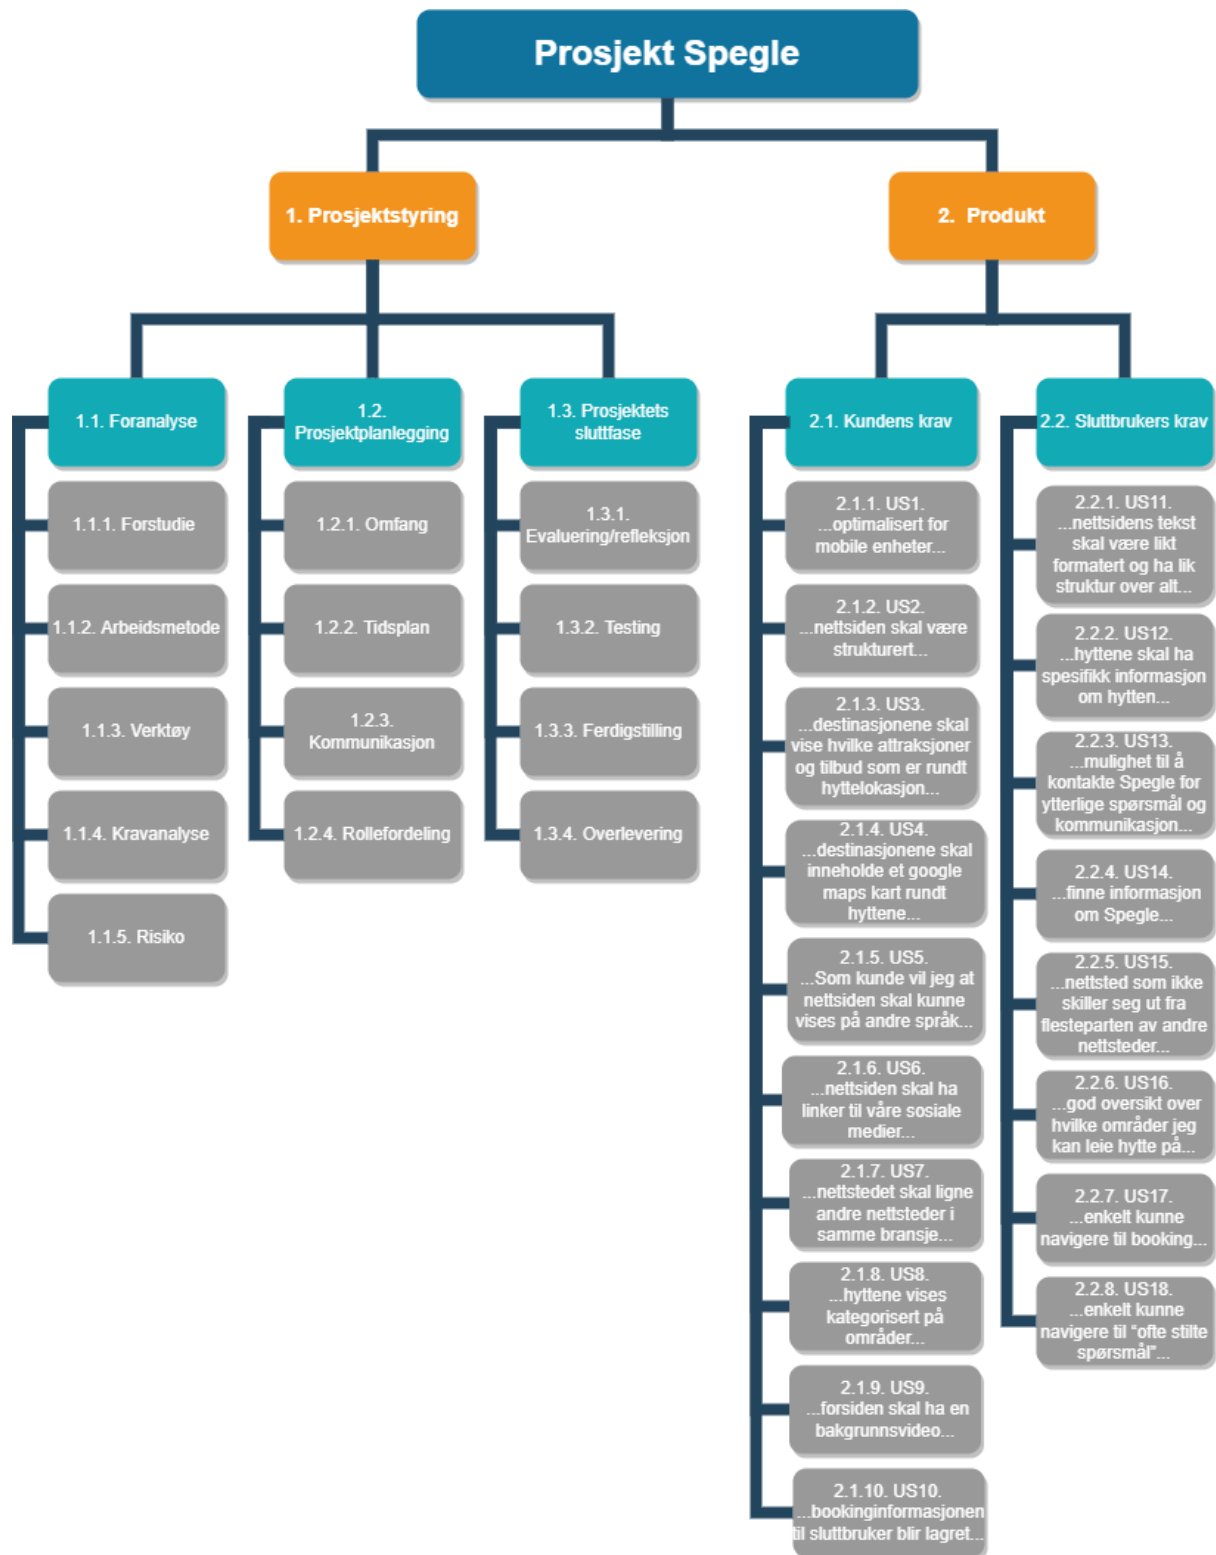 Prosjekt Spegle
1. Prosjektstyring
2. Produkt
1.1. Foranalyse
1.1.1. Forstudie
1.1.2. Arbeidsmetode
1.1.3. Verktøy
1.1.4. Kravanalyse
1.1.5. Risiko
1.2.
Prosjektplanlegging
1.2.1. Omfang
1.2.2. Tidsplan
1.2.3.
Kommunikasjon
1.2.4. Rollefordeling
1.3. Prosjektets
sluttfase
1.3.1.
Evaluering/refleksjon
1.3.2. Testing
1.3.3. Ferdigstilling
1.3.4. Overlevering
2.1. Kundens krav
2.1.1. US1.
...optimalisert for
mobile enheter...
2.1.2. US2.
...nettsiden skal være
strukturert...
2.1.3. US3.
...destinasjonene skal
vise hvilke attraksjoner
og tilbud som er rundt
hyttelokasjon...
2.1.4. US4.
...destinasjonene skal
inneholde et google
maps kart rundt
hyttene...
2.1.5. US5.
...Som kunde vil jeg at
nettsiden skal kunne
vises på andre språk...
2.1.6. US6.
...nettsiden skal ha
linker til våre sosiale
medier...
2.1.7. US7.
...nettstedet skal ligne
andre nettsteder i
samme bransje...
2.1.8. US8.
...hyttene vises
kategorisert på
områder...
2.1.9. US9.
...forsiden skal ha en
bakgrunnsvideo...
2.1.10. US10.
...bookinginformasjonen
til sluttbruker blir lagret...
2.2. Sluttbrukers krav
2.2.1. US11.
...nettsidens tekst
skal være likt
formatert og ha lik
struktur over alt...
2.2.2. US12.
...hyttene skal ha
spesifikk informasjon
om hytten...
2.2.3. US13.
...mulighet til å
kontakte Spegle for
ytterlige spørsmål og
kommunikasjon...
2.2.4. US14.
...finne informasjon
om Spegle...
2.2.5. US15.
...nettsted som ikke
skiller seg ut fra
flesteparten av andre
nettsteder...
2.2.6. US16.
...god oversikt over
hvilke områder jeg
kan leie hytte på...
2.2.7. US17.
...enkelt kunne
navigere til booking...
2.2.8. US18.
...enkelt kunne
navigere til “ofte stilte
spørsmål”...